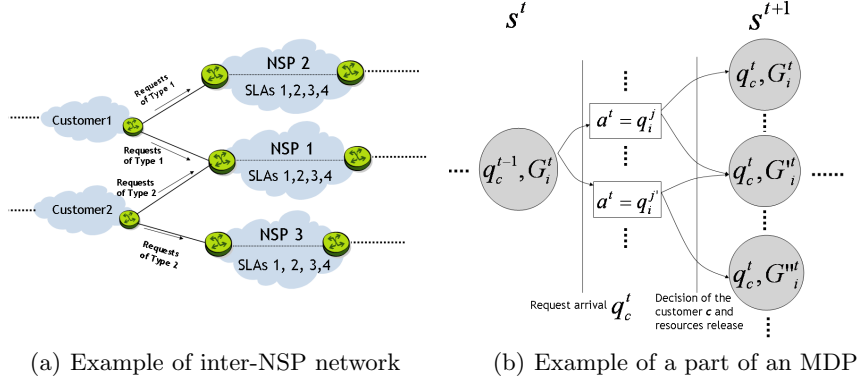 NSP 2
SLAs 1,2,3,4
Requests
of Type 1
Customer1
Requests
of Type 1
NSP 1
SLAs 1,2,3,4
Requests
of Type 2
Customer2
Requests
of Type 2
NSP 3
SLAs 1, 2, 3,4
(a) Example of inter-NSP network
s^t
s^{t+1}
q_c^{t-1}, G_i^t
a^t = q_i^j
a^t = q_i^{j'}
q_c^t, G_i^t
q_c^t, G'_i^t
q_c^t, G''_i^t
Request arrival q_c^t
Decision of the
customer c and
resources release
(b) Example of a part of an MDP